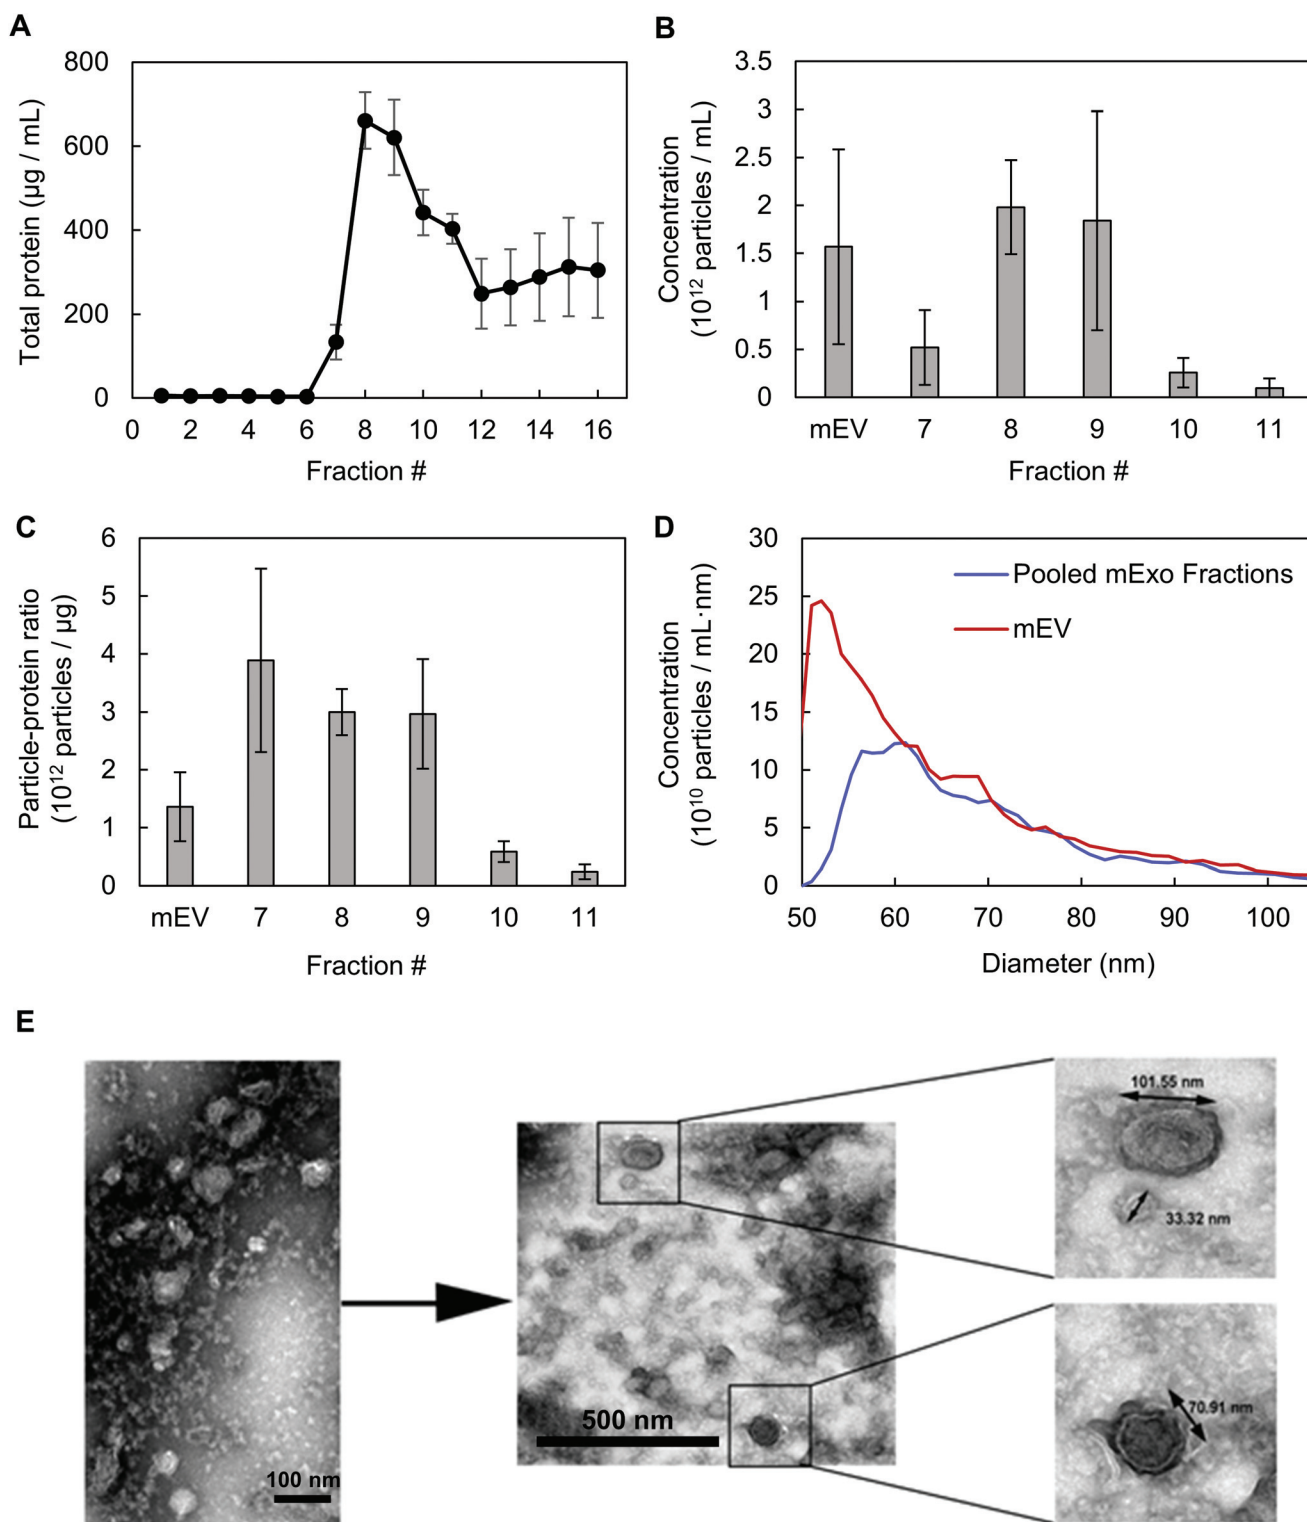 A
Total protein (µg / mL)
800
600
400
200
0
0 2 4 6 8 10 12 14 16
Fraction #
B
Concentration
(10¹² particles / mL)
3.5
3
2.5
2
1.5
1
0.5
0
mEV 7 8 9 10 11
Fraction #
C
Particle-protein ratio
(10¹² particles / µg)
6
5
4
3
2
1
0
mEV 7 8 9 10 11
Fraction #
D
Concentration
(10¹⁰ particles / mL·nm)
30
25
20
15
10
5
0
Pooled mExo Fractions
mEV
50 60 70 80 90 100
Diameter (nm)
E
100 nm
500 nm
101.55 nm
33.32 nm
70.91 nm